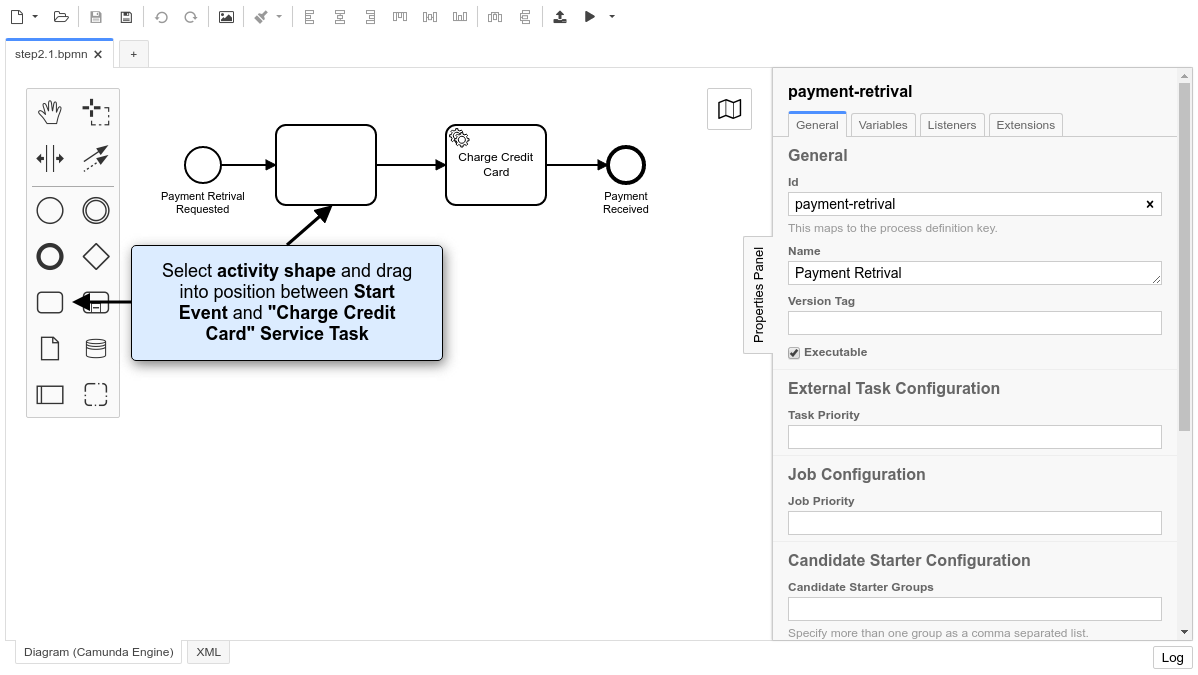 step2.1.bpmn
+
Payment Retrival
Requested
Charge Credit
Card
Payment
Received
Select activity shape and drag
into position between Start
Event and "Charge Credit
Card" Service Task
Properties Panel
payment-retrival
General
Variables
Listeners
Extensions
General
Id
payment-retrival
This maps to the process definition key.
Name
Payment Retrival
Version Tag
Executable
External Task Configuration
Task Priority
Job Configuration
Job Priority
Candidate Starter Configuration
Candidate Starter Groups
Specify more than one group as a comma separated list.
Diagram (Camunda Engine)
XML
Log